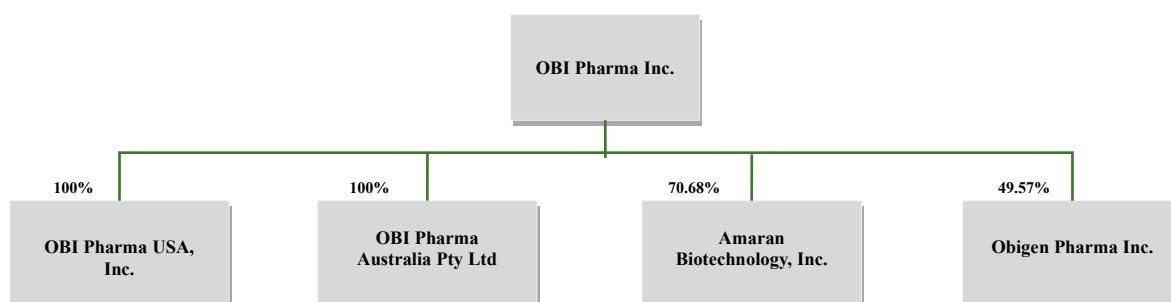 OBI Pharma Inc.
100%
100%
70.68%
49.57%
OBI Pharma USA,
Inc.
OBI Pharma
Australia Pty Ltd
Amaran
Biotechnology, Inc.
Obigen Pharma Inc.